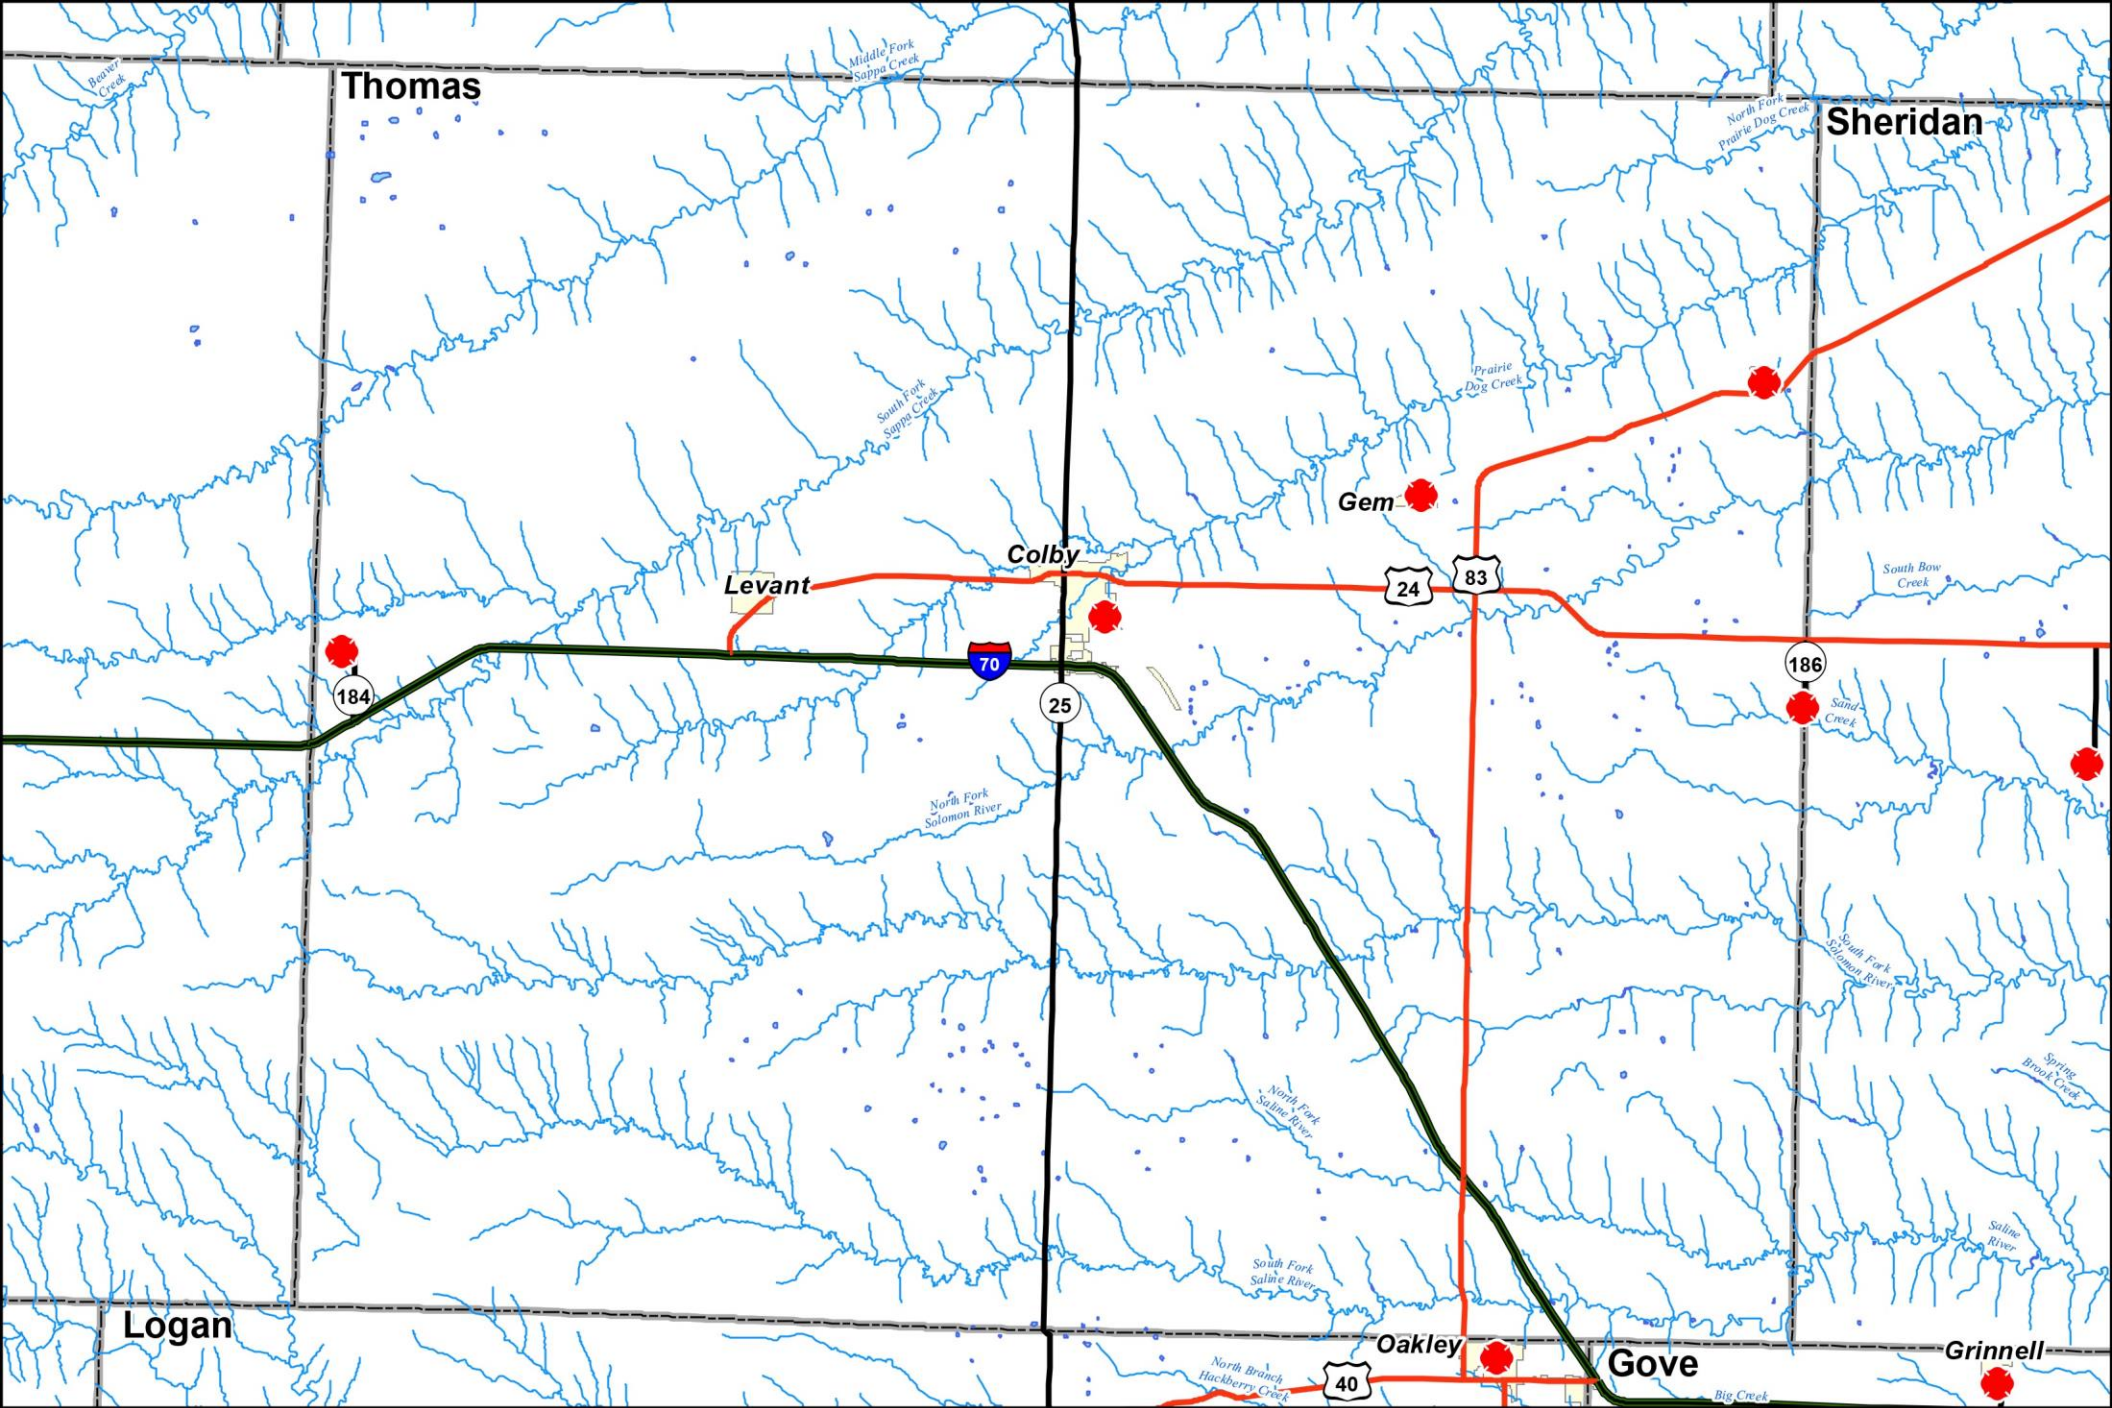 Beaver
Creek
Thomas
Middle Fork
Sappa Creek
North Fork
Prairie Dog Creek
Sheridan
South Fork
Sappa Creek
Prairie
Dog Creek
Gem
Colby
Levant
24
83
South Bow
Creek
70
184
25
186
Sand
Creek
North Fork
Solomon River
South Fork
Solomon River
Spring
Brook Creek
North Fork
Saline River
Saline
River
South Fork
Saline River
Logan
Oakley
Gove
Grinnell
North Branch
Hackberry Creek
40
Big Creek